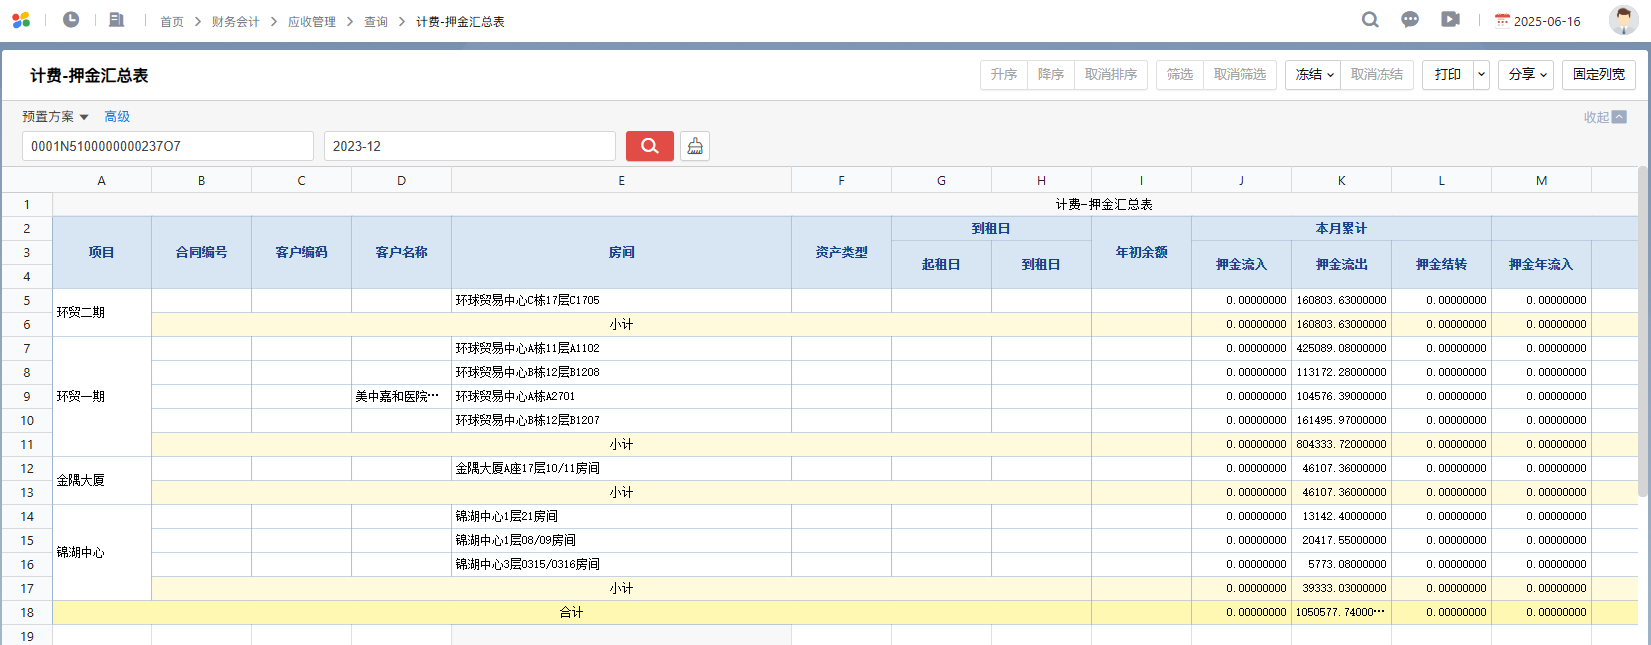 首页 > 财务会计 > 应收管理 > 查询 > 计费-押金汇总表 2025-06-16
计费-押金汇总表 升序 降序 取消排序 筛选 取消筛选 冻结 取消冻结 打印 分享 固定列宽
预置方案 高级 收起
0001N5100000000237O7 2023-12
A B C D E F G H I J K L M
1 计费-押金汇总表
2 到租日 本月累计
3 项目 合同编号 客户编码 客户名称 房间 资产类型 起租日 到租日 年初余额 押金流入 押金流出 押金结转 押金年流入
4
5 环贸二期 环球贸易中心C栋17层C1705 0.00000000 160803.63000000 0.00000000 0.00000000
6 小计 0.00000000 160803.63000000 0.00000000 0.00000000
7 环球贸易中心A栋11层A1102 0.00000000 425089.08000000 0.00000000 0.00000000
8 环球贸易中心B栋12层B1208 0.00000000 113172.28000000 0.00000000 0.00000000
9 环贸一期 美中嘉和医院… 环球贸易中心A栋A2701 0.00000000 104576.39000000 0.00000000 0.00000000
10 环球贸易中心B栋12层B1207 0.00000000 161495.97000000 0.00000000 0.00000000
11 小计 0.00000000 804333.72000000 0.00000000 0.00000000
12 金隅大厦 金隅大厦A座17层10/11房间 0.00000000 46107.36000000 0.00000000 0.00000000
13 小计 0.00000000 46107.36000000 0.00000000 0.00000000
14 锦湖中心1层21房间 0.00000000 13142.40000000 0.00000000 0.00000000
15 锦湖中心 锦湖中心1层08/09房间 0.00000000 20417.55000000 0.00000000 0.00000000
16 锦湖中心3层0315/0316房间 0.00000000 5773.08000000 0.00000000 0.00000000
17 小计 0.00000000 39333.03000000 0.00000000 0.00000000
18 合计 0.00000000 1050577.74000… 0.00000000 0.00000000
19